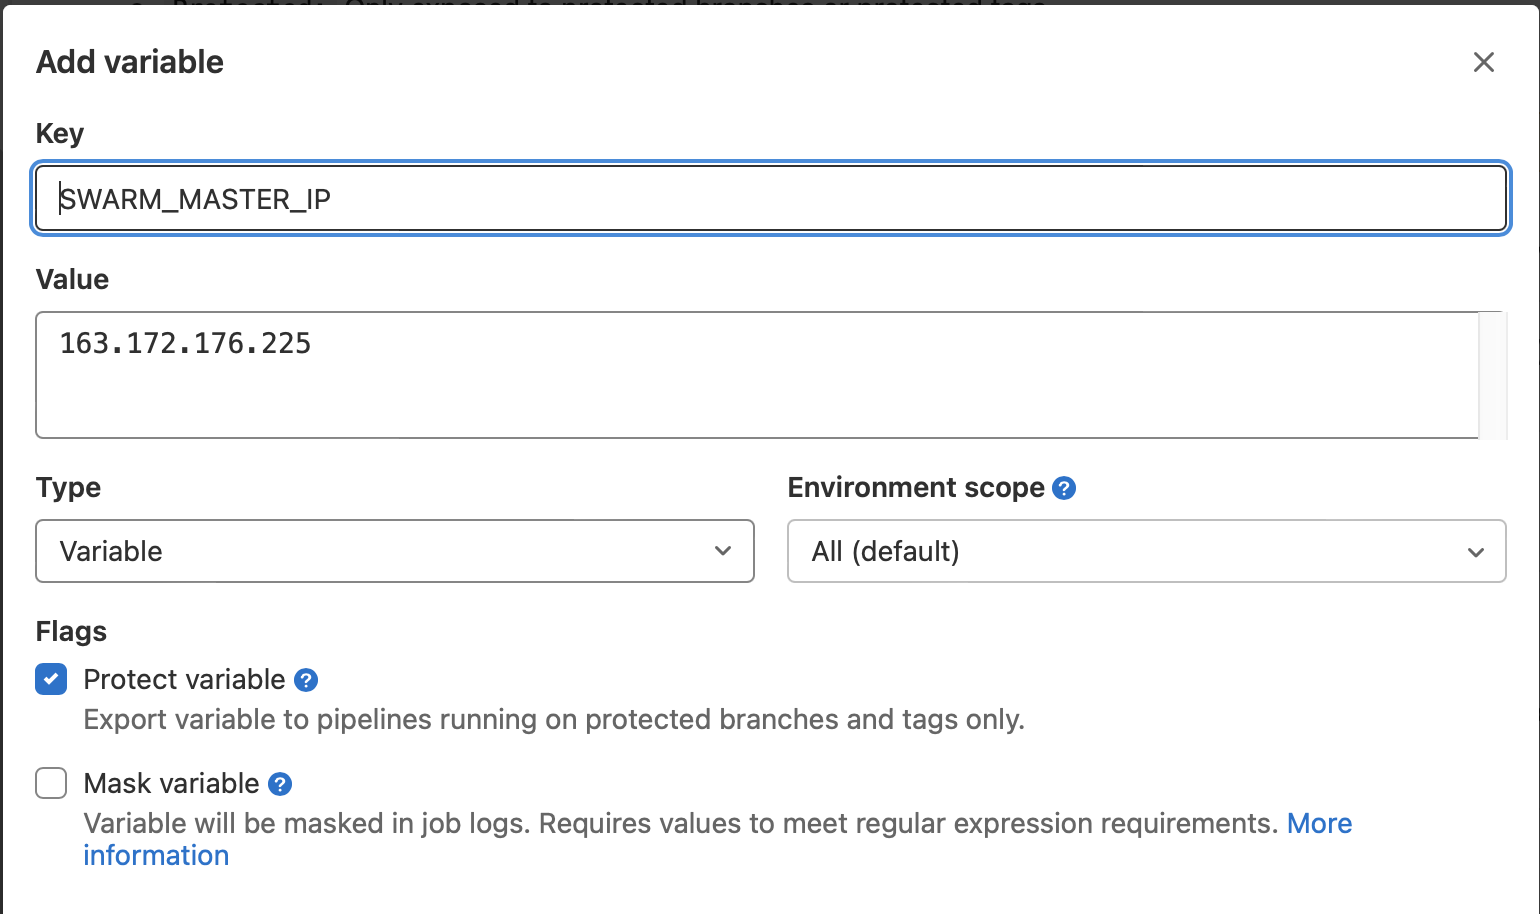 Add variable
Key
SWARM_MASTER_IP
Value
163.172.176.225
Type
Environment scope
Variable
All (default)
Flags
Protect variable
Export variable to pipelines running on protected branches and tags only.
Mask variable
Variable will be masked in job logs. Requires values to meet regular expression requirements. More
information